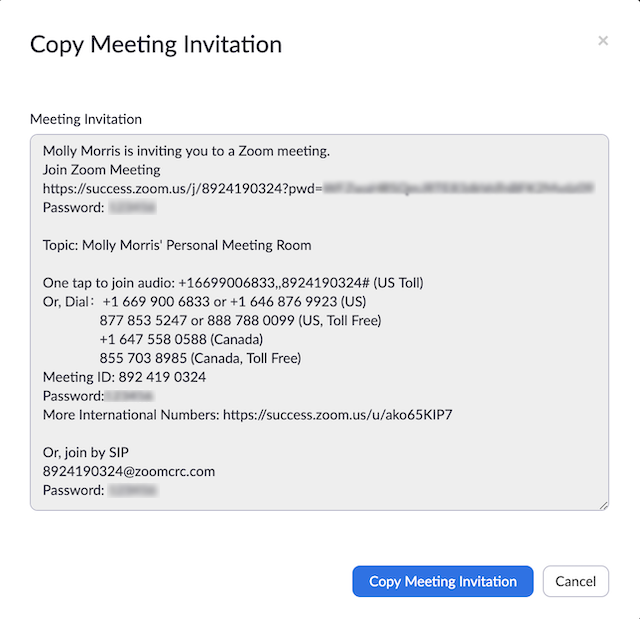 Copy Meeting Invitation
×
Meeting Invitation
Molly Morris is inviting you to a Zoom meeting.
Join Zoom Meeting
https://success.zoom.us/j/8924190324?pwd=
Password:
Topic: Molly Morris' Personal Meeting Room
One tap to join audio: +16699006833,,8924190324# (US Toll)
Or, Dial： +1 669 900 6833 or +1 646 876 9923 (US)
877 853 5247 or 888 788 0099 (US, Toll Free)
+1 647 558 0588 (Canada)
855 703 8985 (Canada, Toll Free)
Meeting ID: 892 419 0324
Password:
More International Numbers: https://success.zoom.us/u/ako65KIP7
Or, join by SIP
8924190324@zoomcrc.com
Password:
Copy Meeting Invitation
Cancel